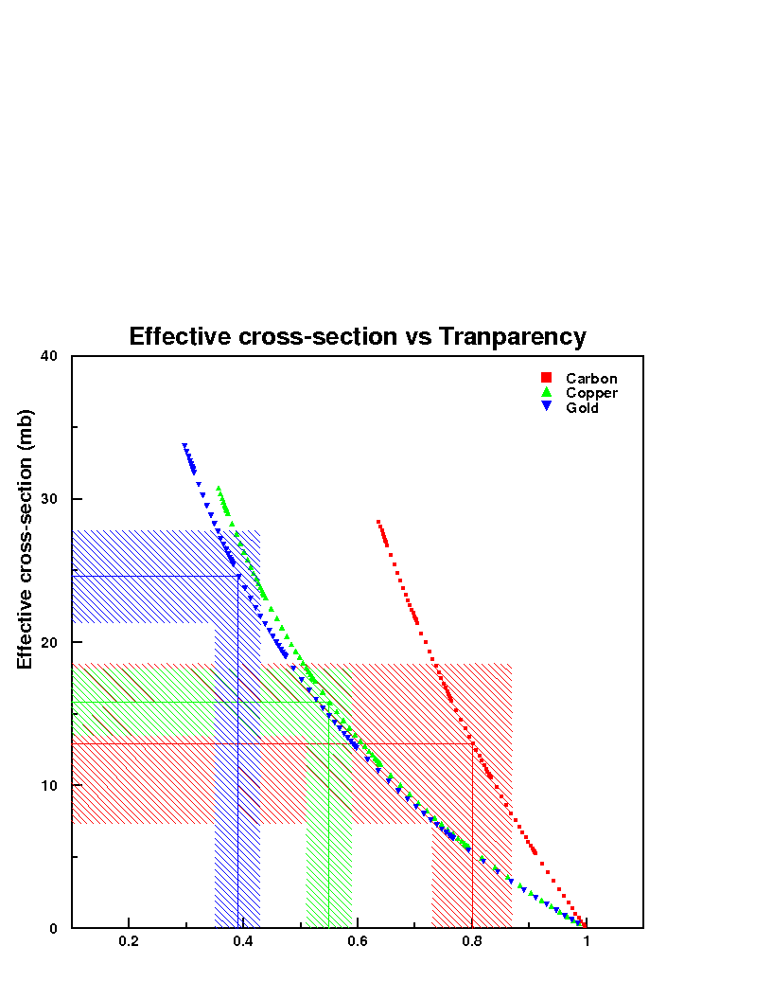 Effective cross-section vs Tranparency
40
Carbon
Copper
Gold
30
Effective cross-section (mb)
20
10
0
0.2 0.4 0.6 0.8 1